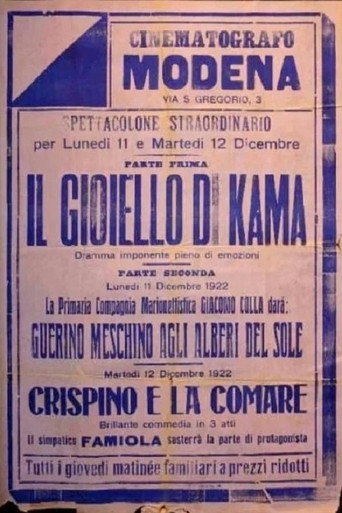 CINEMATOGRAFO
MODENA
VIA S. GREGORIO, 3
SPETTACOLONE STRAORDINARIO
per Lunedì 11 e Martedì 12 Dicembre
PARTE PRIMA
IL GIOIELLO DI KAMA
Dramma imponente pieno di emozioni
PARTE SECONDA
Lunedì 11 Dicembre 1922
La Primaria Compagnia Marionettistica GIACOMO COLLA darà:
GUERINO MESCHINO AGLI ALBERI DEL SOLE
Martedì 12 Dicembre 1922
CRISPINO E LA COMARE
Brillante commedia in 3 atti
Il simpatico FAMIOLA sosterrà la parte di protagonista
Tutti i giovedì matinée familiari a prezzi ridotti